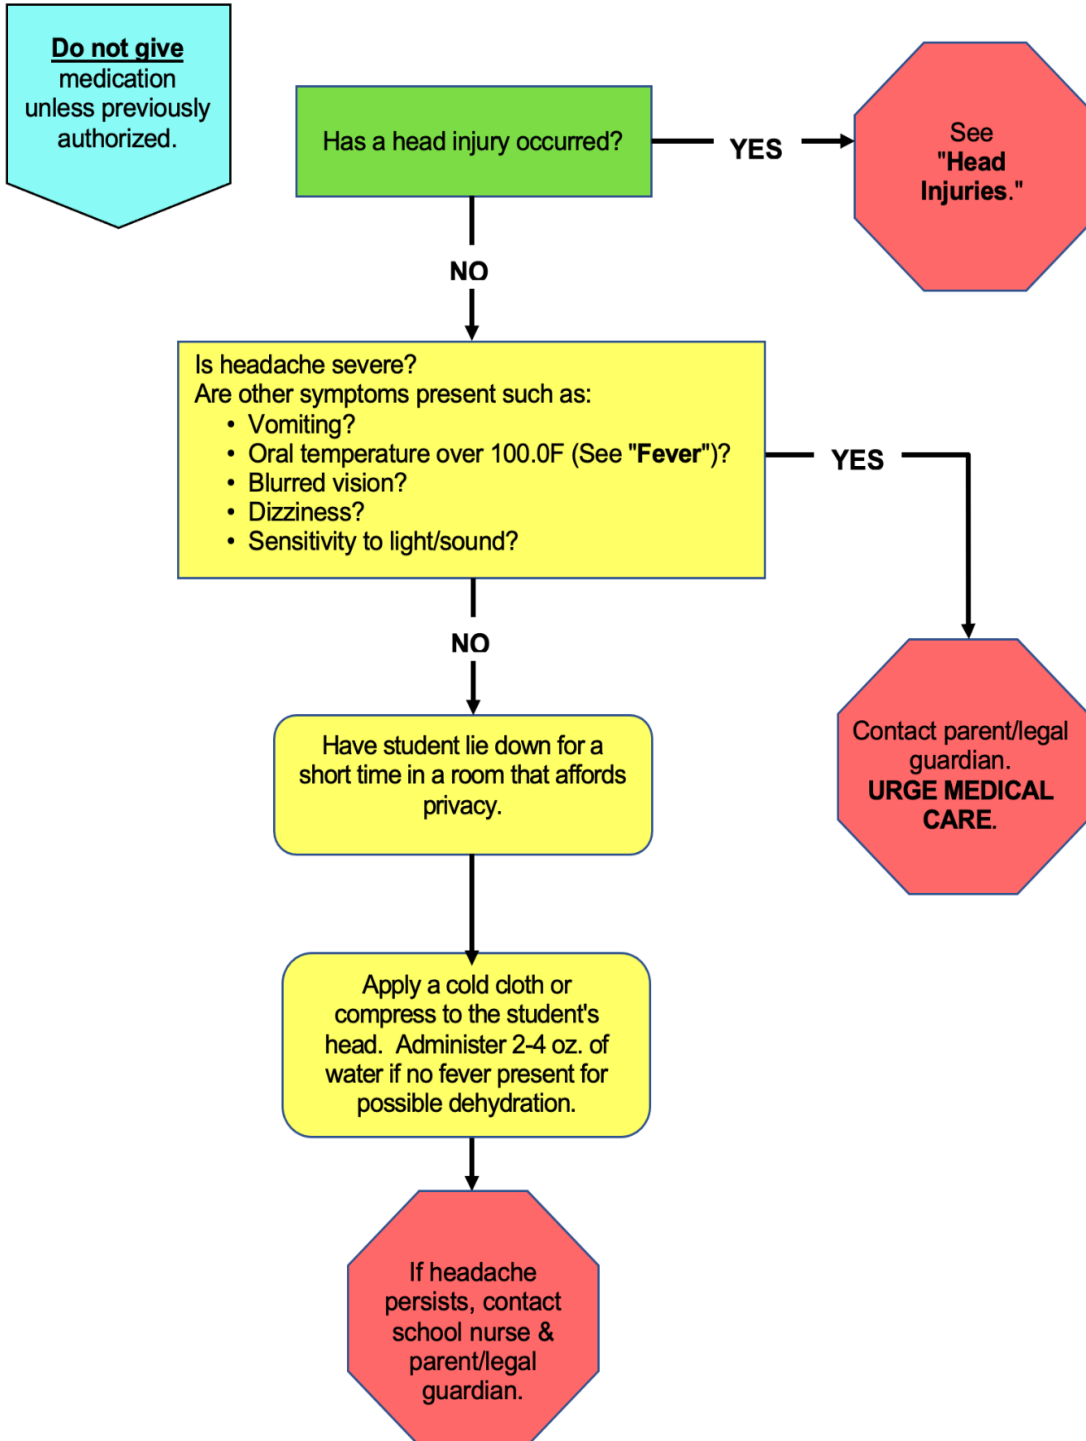 Do not give
medication
unless previously
authorized.
Has a head injury occurred?
YES
See
"Head
Injuries."
NO
Is headache severe?
Are other symptoms present such as:
• Vomiting?
• Oral temperature over 100.0F (See "Fever")?
• Blurred vision?
• Dizziness?
• Sensitivity to light/sound?
YES
NO
Have student lie down for a
short time in a room that affords
privacy.
Contact parent/legal
guardian.
URGE MEDICAL
CARE.
Apply a cold cloth or
compress to the student's
head. Administer 2-4 oz. of
water if no fever present for
possible dehydration.
If headache
persists, contact
school nurse &
parent/legal
guardian.